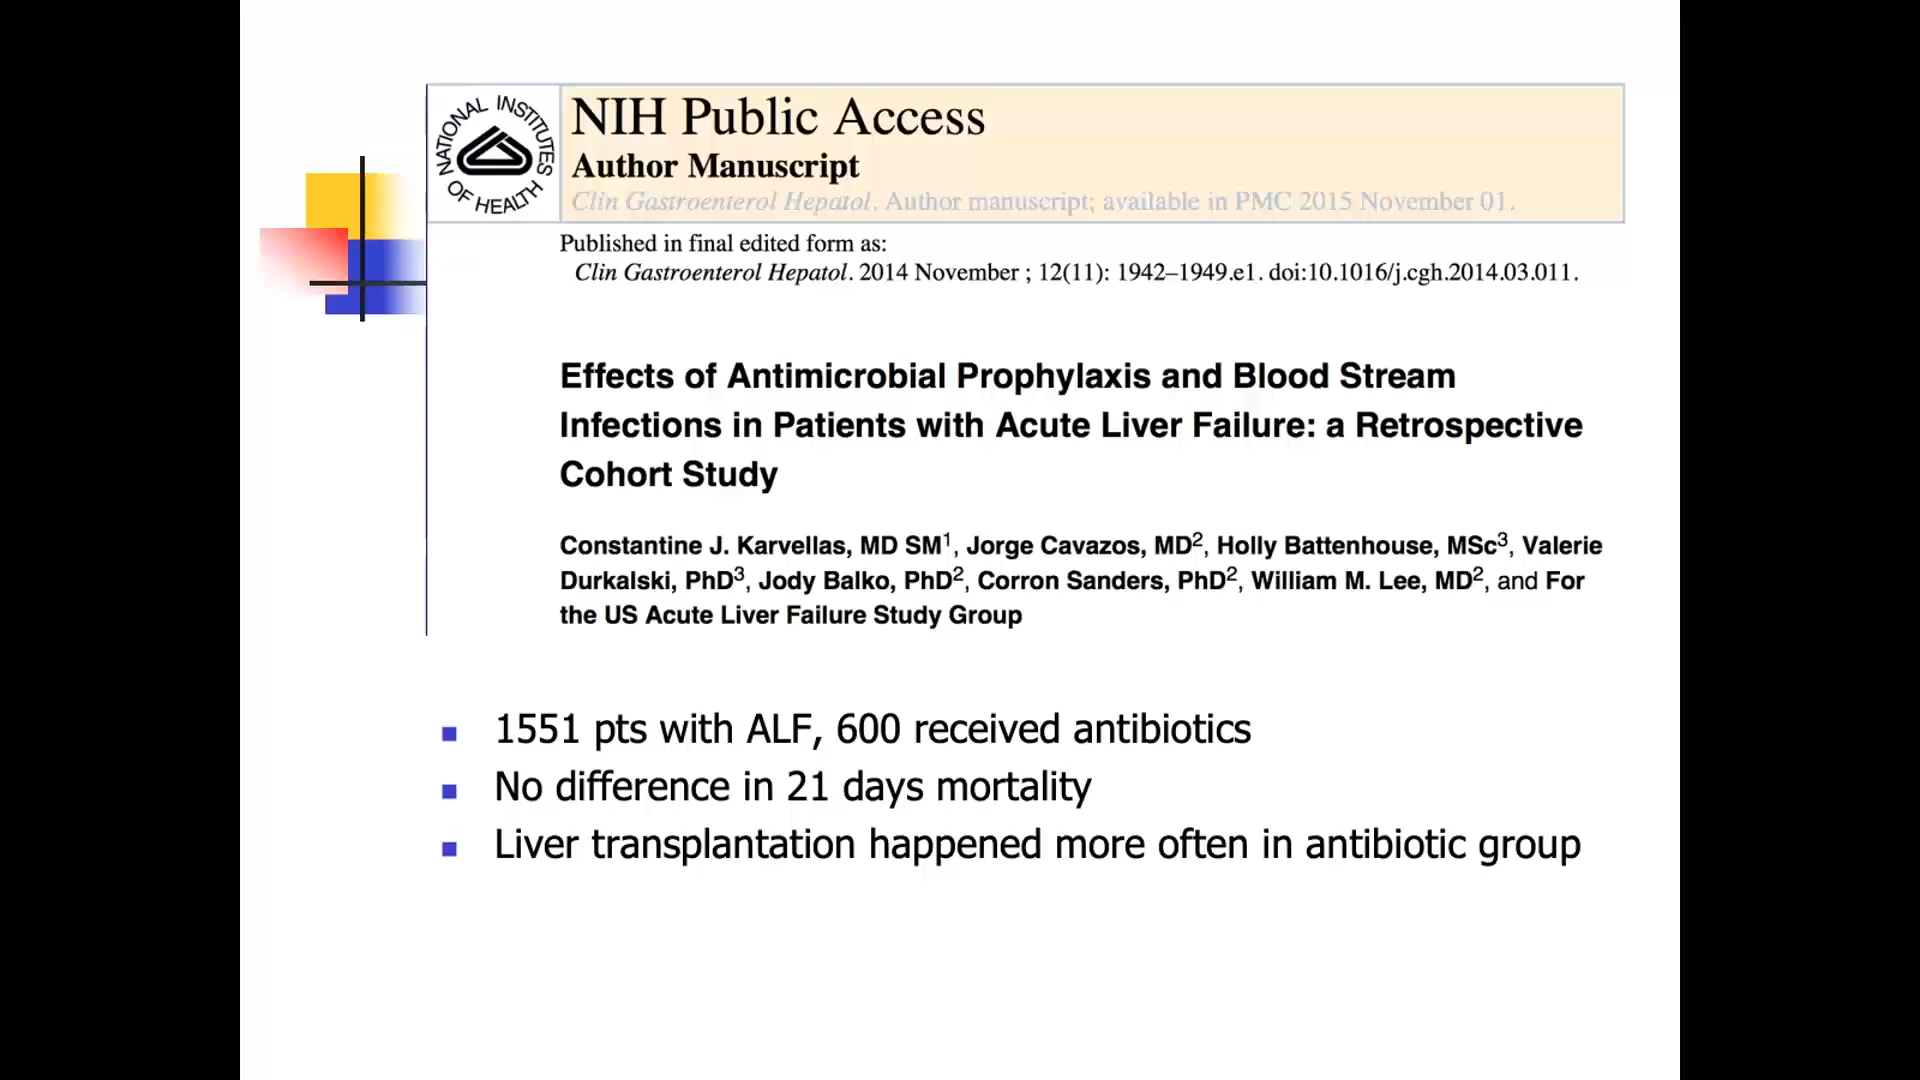 NATIONAL INSTITUTES OF HEALTH
NIH Public Access
Author Manuscript
Clin Gastroenterol Hepatol. Author manuscript; available in PMC 2015 November 01.
Published in final edited form as:
Clin Gastroenterol Hepatol. 2014 November ; 12(11): 1942–1949.e1. doi:10.1016/j.cgh.2014.03.011.
Effects of Antimicrobial Prophylaxis and Blood Stream
Infections in Patients with Acute Liver Failure: a Retrospective
Cohort Study
Constantine J. Karvellas, MD SM1, Jorge Cavazos, MD2, Holly Battenhouse, MSc3, Valerie
Durkalski, PhD3, Jody Balko, PhD2, Corron Sanders, PhD2, William M. Lee, MD2, and For
the US Acute Liver Failure Study Group
1551 pts with ALF, 600 received antibiotics
No difference in 21 days mortality
Liver transplantation happened more often in antibiotic group